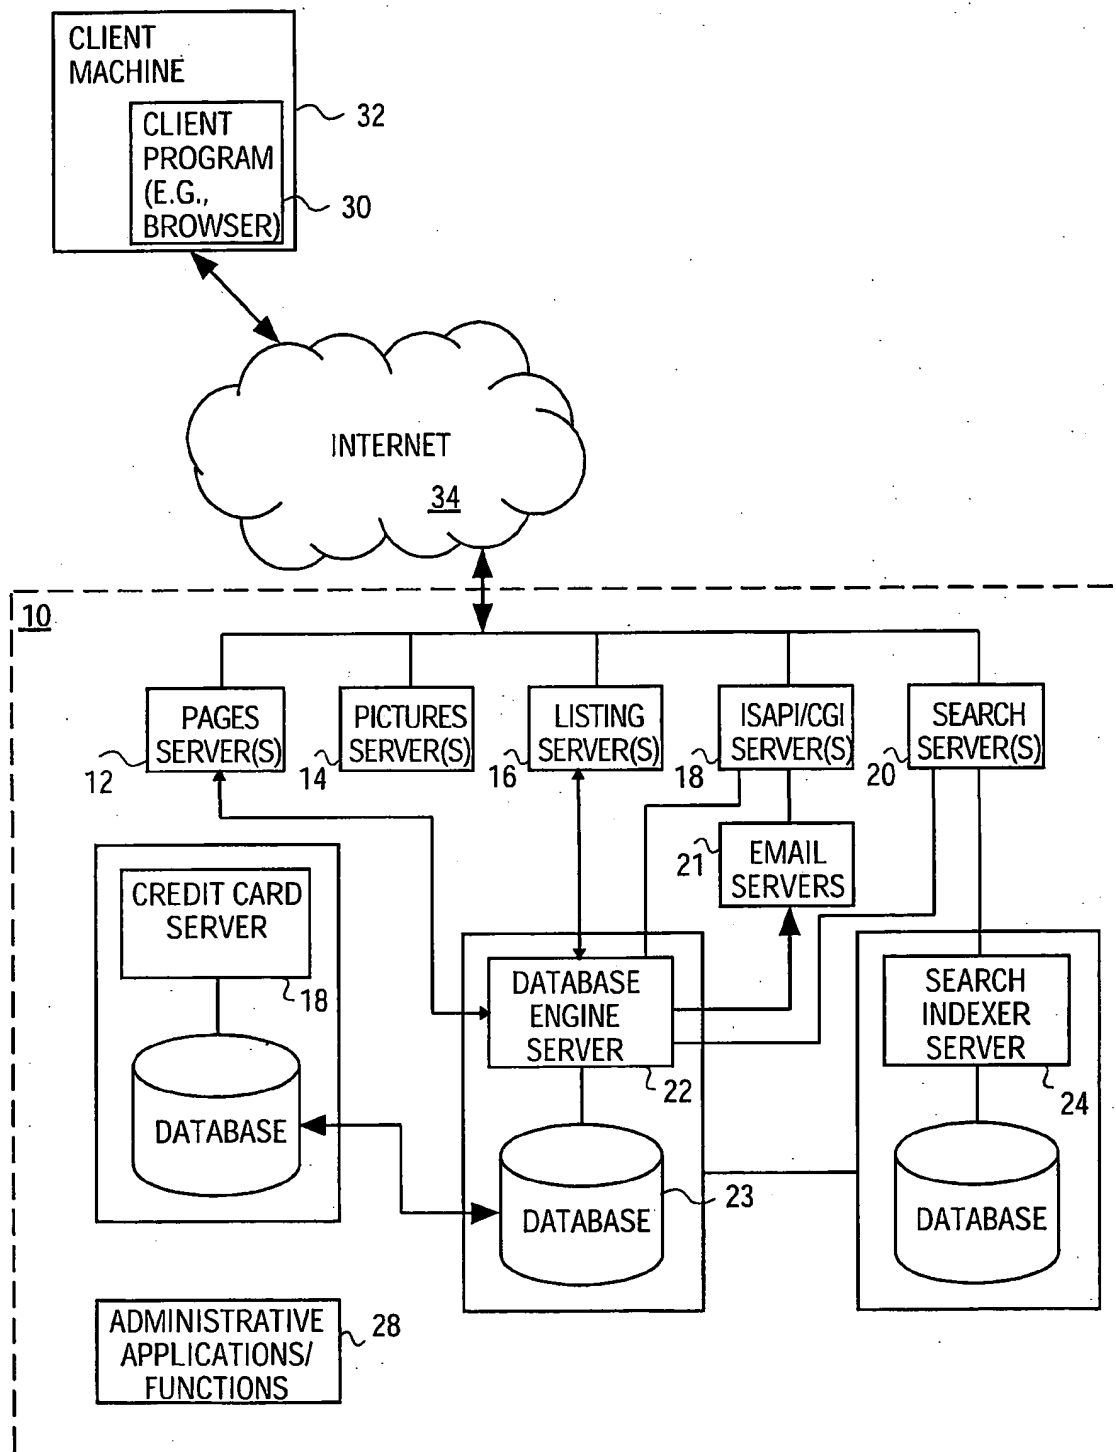 CLIENT
MACHINE
32
CLIENT
PROGRAM
(E.G.,
BROWSER)
30
INTERNET
34
10
PAGES
SERVER(S)
12
PICTURES
SERVER(S)
14
LISTING
SERVER(S)
16
ISAPI/CGI
SERVER(S)
18
SEARCH
SERVER(S)
20
EMAIL
SERVERS
21
CREDIT CARD
SERVER
18
DATABASE
DATABASE
ENGINE
SERVER
22
DATABASE
23
SEARCH
INDEXER
SERVER
24
DATABASE
ADMINISTRATIVE
APPLICATIONS/
FUNCTIONS
28